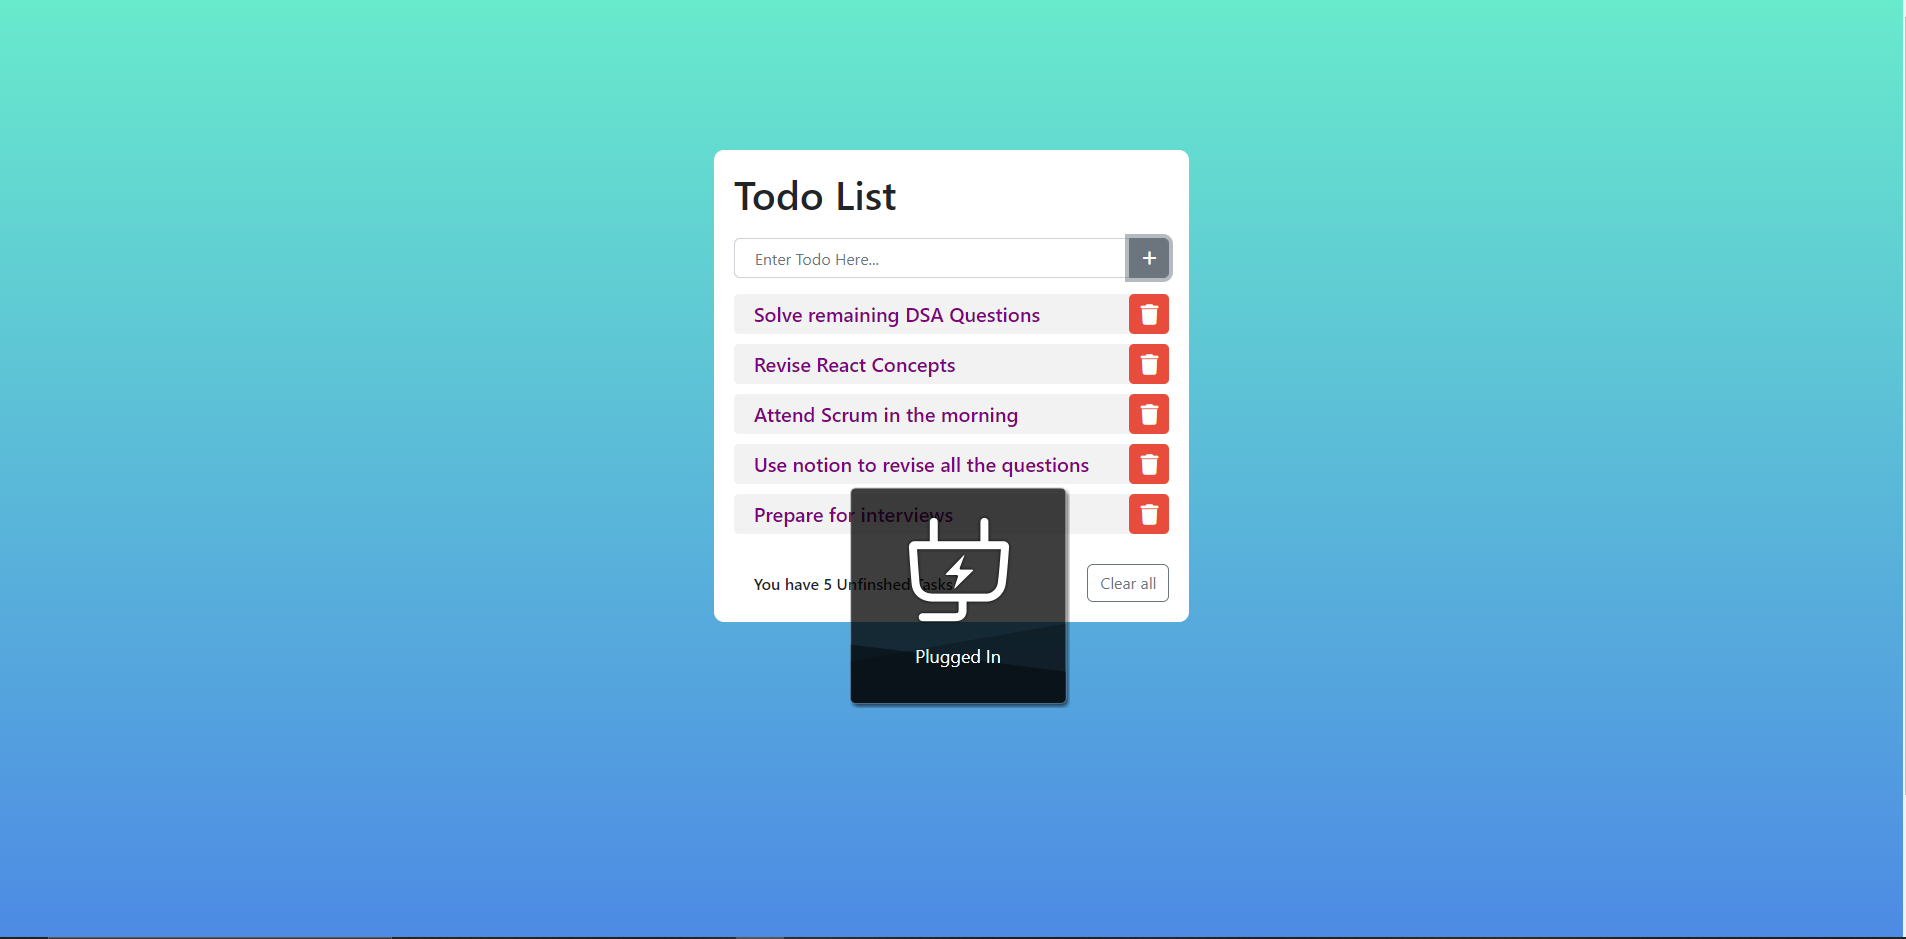 Todo List
Enter Todo Here...
Solve remaining DSA Questions
Revise React Concepts
Attend Scrum in the morning
Use notion to revise all the questions
Prepare for interviews
You have 5 Unfinshed Tasks
Clear all
Plugged In